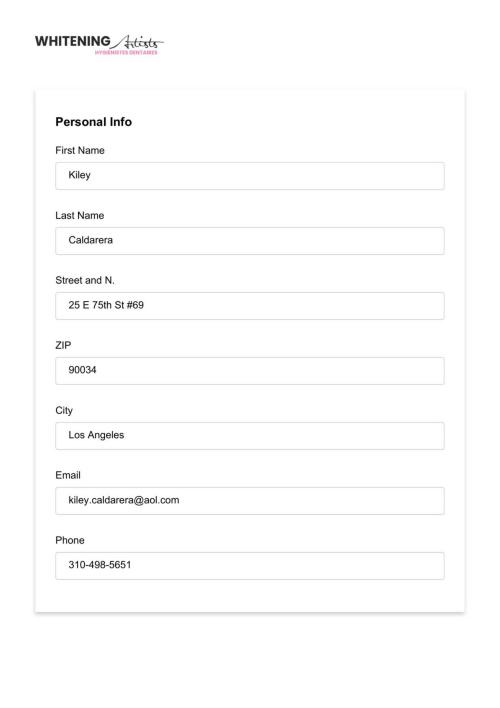 WHITENING Artists
HYGIÉNISTES DENTAIRES
Personal Info
First Name
Kiley
Last Name
Caldarera
Street and N.
25 E 75th St #69
ZIP
90034
City
Los Angeles
Email
kiley.caldarera@aol.com
Phone
310-498-5651